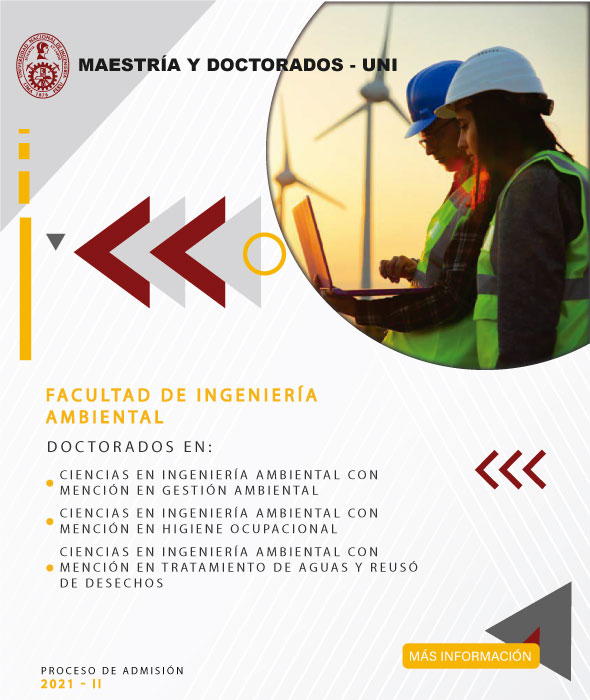 MAESTRÍA Y DOCTORADOS - UNI
FACULTAD DE INGENIERÍA
AMBIENTAL
DOCTORADOS EN:
CIENCIAS EN INGENIERÍA AMBIENTAL CON
MENCIÓN EN GESTIÓN AMBIENTAL
CIENCIAS EN INGENIERÍA AMBIENTAL CON
MENCIÓN EN HIGIENE OCUPACIONAL
CIENCIAS EN INGENIERÍA AMBIENTAL CON
MENCIÓN EN TRATAMIENTO DE AGUAS Y REUSÓ
DE DESECHOS
MÁS INFORMACIÓN
PROCESO DE ADMISIÓN
2021 - II